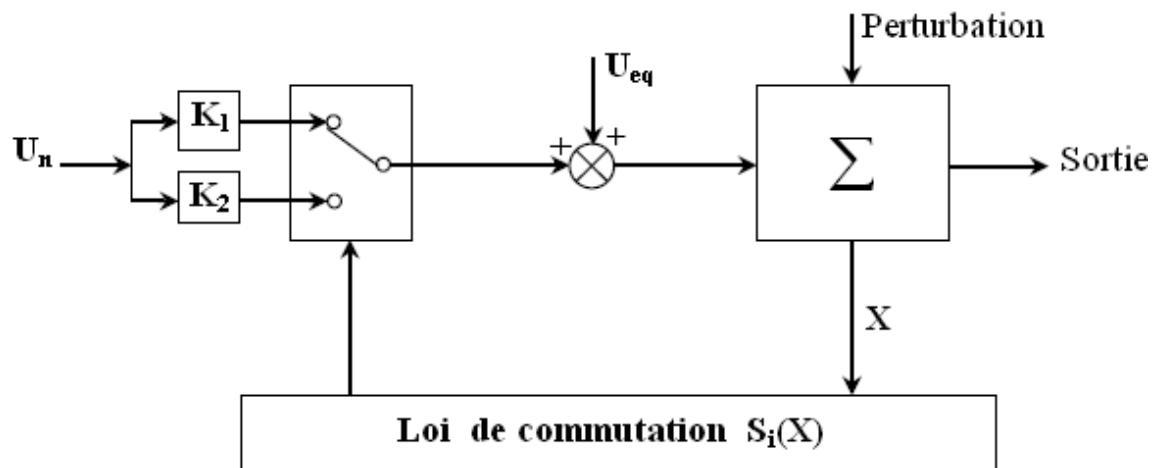 Perturbation
U_eq
K_1
U_n
+ +
K_2
∑
Sortie
X
Loi de commutation S_i(X)